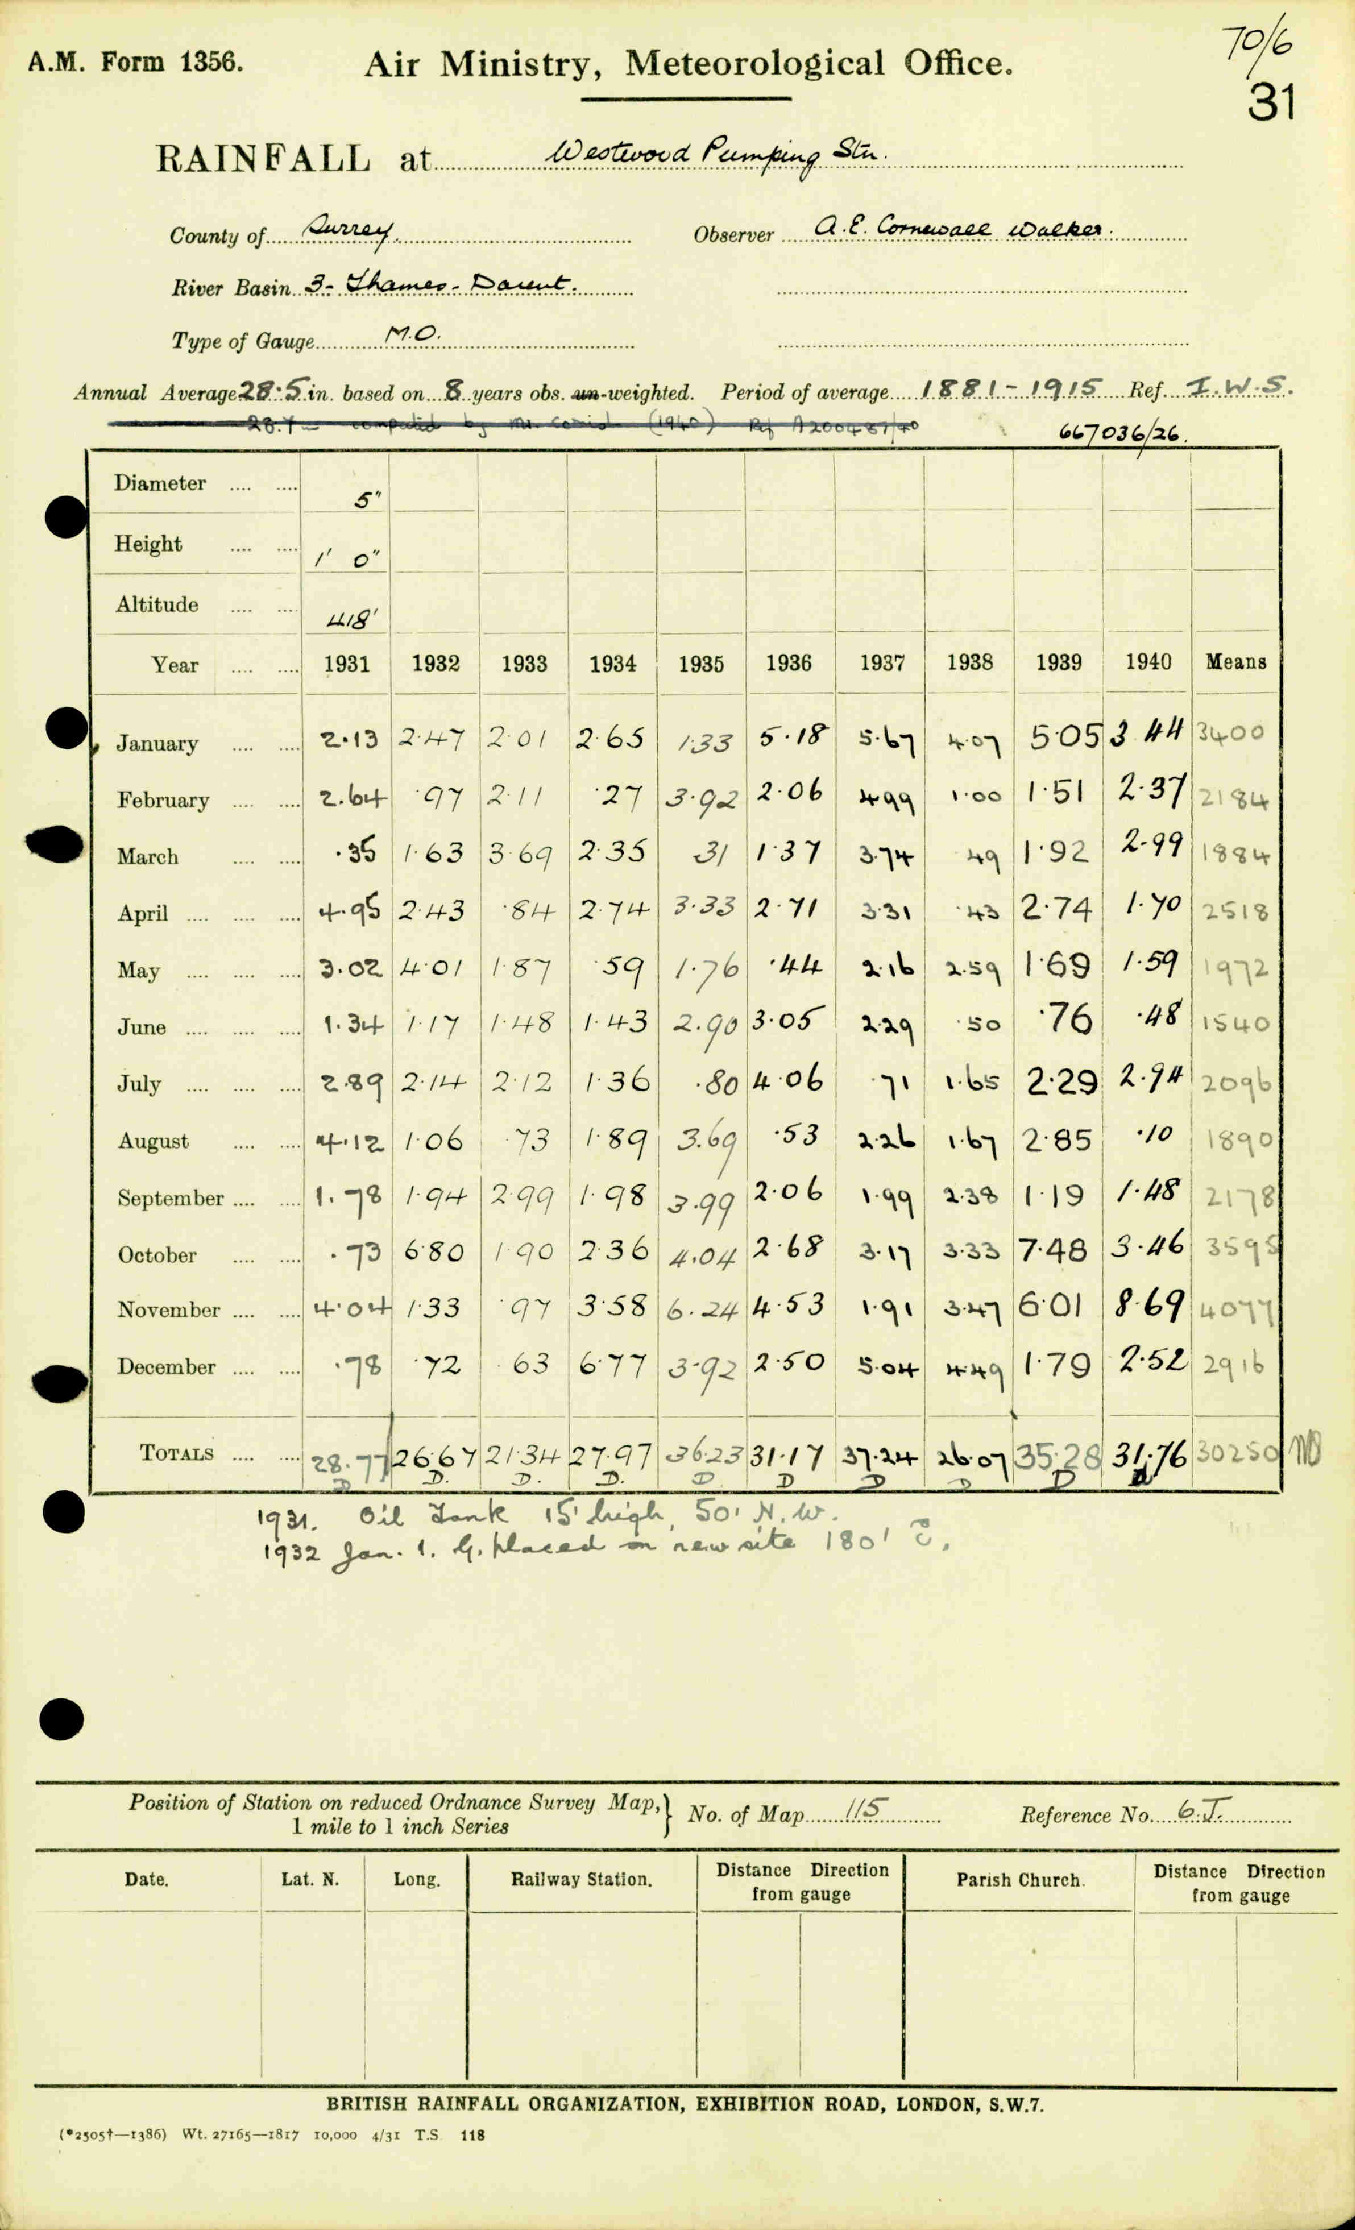 70/6
A.M. Form 1356.
Air Ministry, Meteorological Office.
31
RAINFALL at Westwood Pumping Stn.
County of Surrey. Observer A.E. Cornewall Walker.
River Basin 3- Thames - Darent.
Type of Gauge M.O.
Annual Average 28.5 in. based on 8 years obs. un-weighted. Period of average 1881-1915 Ref. I.W.S.
computed by Mr. (1940) Ref A200487/40 667036/26.
Diameter 5"
Height 1' 0"
Altitude 418'
Year 1931 1932 1933 1934 1935 1936 1937 1938 1939 1940 Means
January 2.13 2.47 2.01 2.65 1.33 5.18 5.67 4.07 5.05 3.44 3400
February 2.64 .97 2.11 .27 3.92 2.06 4.99 1.00 1.51 2.37 2184
March .35 1.63 3.69 2.35 31 1.37 3.74 49 1.92 2.99 1884
April 4.95 2.43 .84 2.74 3.33 2.71 3.31 .43 2.74 1.70 2518
May 3.02 4.01 1.87 .59 1.76 .44 2.16 2.59 1.69 1.59 1972
June 1.34 1.17 1.48 1.43 2.90 3.05 2.29 .50 .76 .48 1540
July 2.89 2.14 2.12 1.36 .80 4.06 .71 1.65 2.29 2.94 2096
August 4.12 1.06 .73 1.89 3.69 .53 2.26 1.67 2.85 .10 1890
September 1.78 1.94 2.99 1.98 3.99 2.06 1.99 2.38 1.19 1.48 2178
October .73 6.80 1.90 2.36 4.04 2.68 3.17 3.33 7.48 3.46 3595
November 4.04 1.33 .97 3.58 6.24 4.53 1.91 3.47 6.01 8.69 4077
December .78 .72 .63 6.77 3.92 2.50 5.04 4.49 1.79 2.52 2916
TOTALS 28.77 26.67 21.34 27.97 36.23 31.17 37.24 26.07 35.28 31.76 30250
D D. D. D. D D D D D D
1931. Oil Tank 15' high, 50' N.W.
1932 Jan. 1. G. placed on new site 180' E.
Position of Station on reduced Ordnance Survey Map, 1 mile to 1 inch Series } No. of Map 115 Reference No. 6.J.
Date. Lat. N. Long. Railway Station. Distance Direction from gauge Parish Church. Distance Direction from gauge
BRITISH RAINFALL ORGANIZATION, EXHIBITION ROAD, LONDON, S.W.7.
(*2505†—1386) Wt. 27165—1817 10,000 4/31 T.S. 118